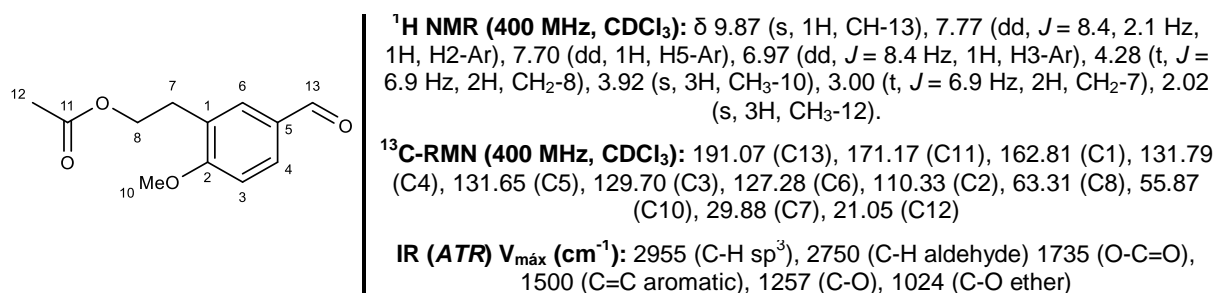 12
11
O
O
8
7
1
6
5
4
3
2
10
MeO
13
O
¹H NMR (400 MHz, CDCl₃): δ 9.87 (s, 1H, CH-13), 7.77 (dd, J = 8.4, 2.1 Hz,
1H, H2-Ar), 7.70 (dd, 1H, H5-Ar), 6.97 (dd, J = 8.4 Hz, 1H, H3-Ar), 4.28 (t, J =
6.9 Hz, 2H, CH₂-8), 3.92 (s, 3H, CH₃-10), 3.00 (t, J = 6.9 Hz, 2H, CH₂-7), 2.02
(s, 3H, CH₃-12).
¹³C-RMN (400 MHz, CDCl₃): 191.07 (C13), 171.17 (C11), 162.81 (C1), 131.79
(C4), 131.65 (C5), 129.70 (C3), 127.28 (C6), 110.33 (C2), 63.31 (C8), 55.87
(C10), 29.88 (C7), 21.05 (C12)
IR (ATR) Vₘáₓ (cm⁻¹): 2955 (C-H sp³), 2750 (C-H aldehyde) 1735 (O-C=O),
1500 (C=C aromatic), 1257 (C-O), 1024 (C-O ether)